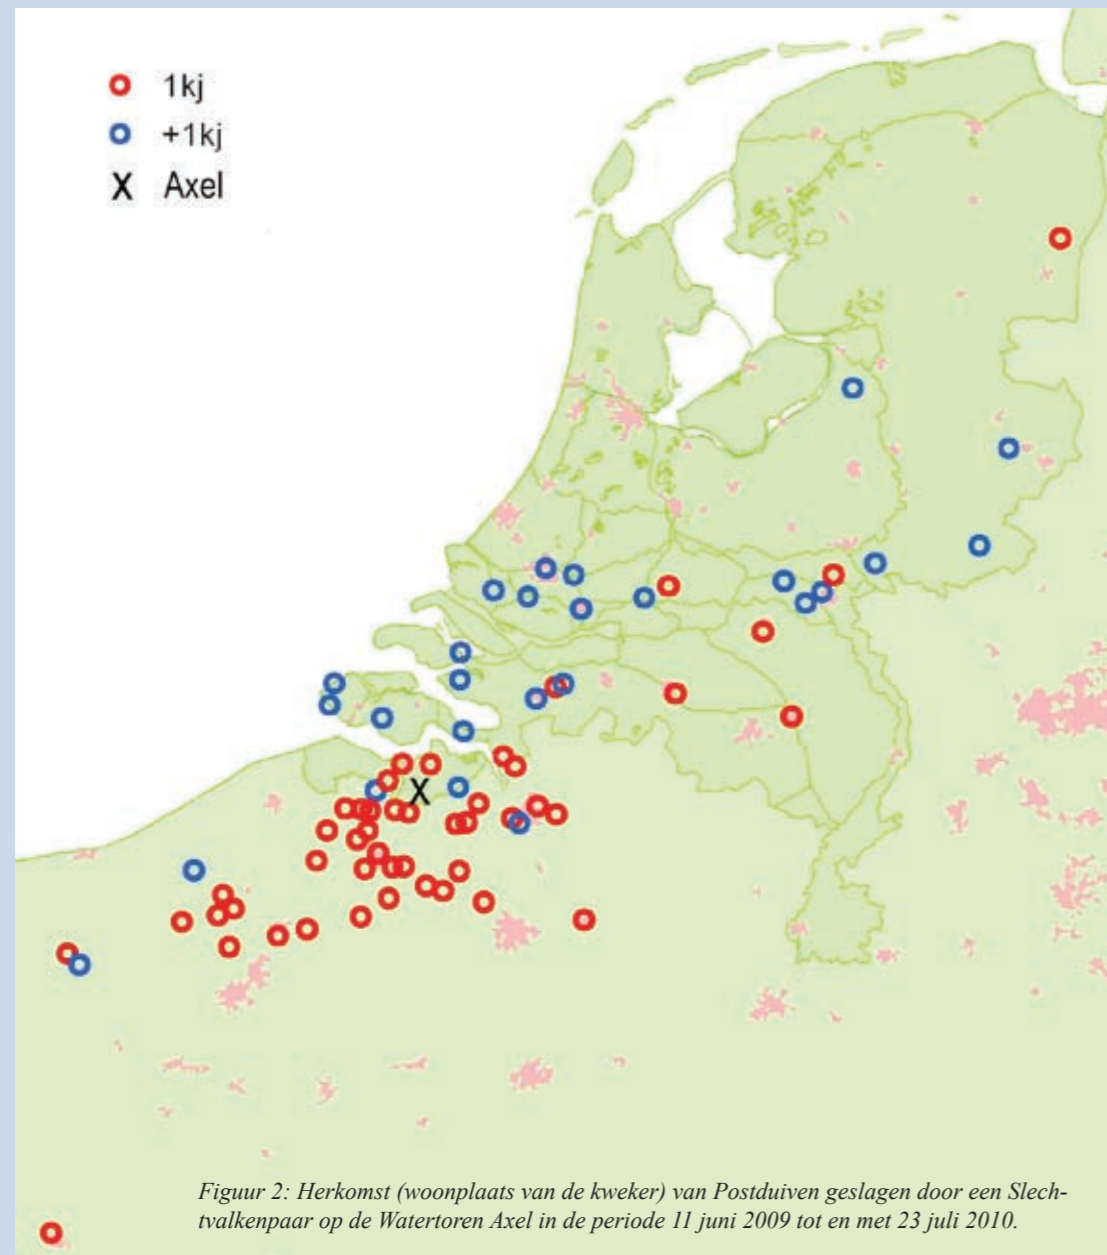 1kj
+1kj
X Axel
X
Figuur 2: Herkomst (woonplaats van de kweker) van Postduiven geslagen door een Slech-
tvalkenpaar op de Watertoren Axel in de periode 11 juni 2009 tot en met 23 juli 2010.